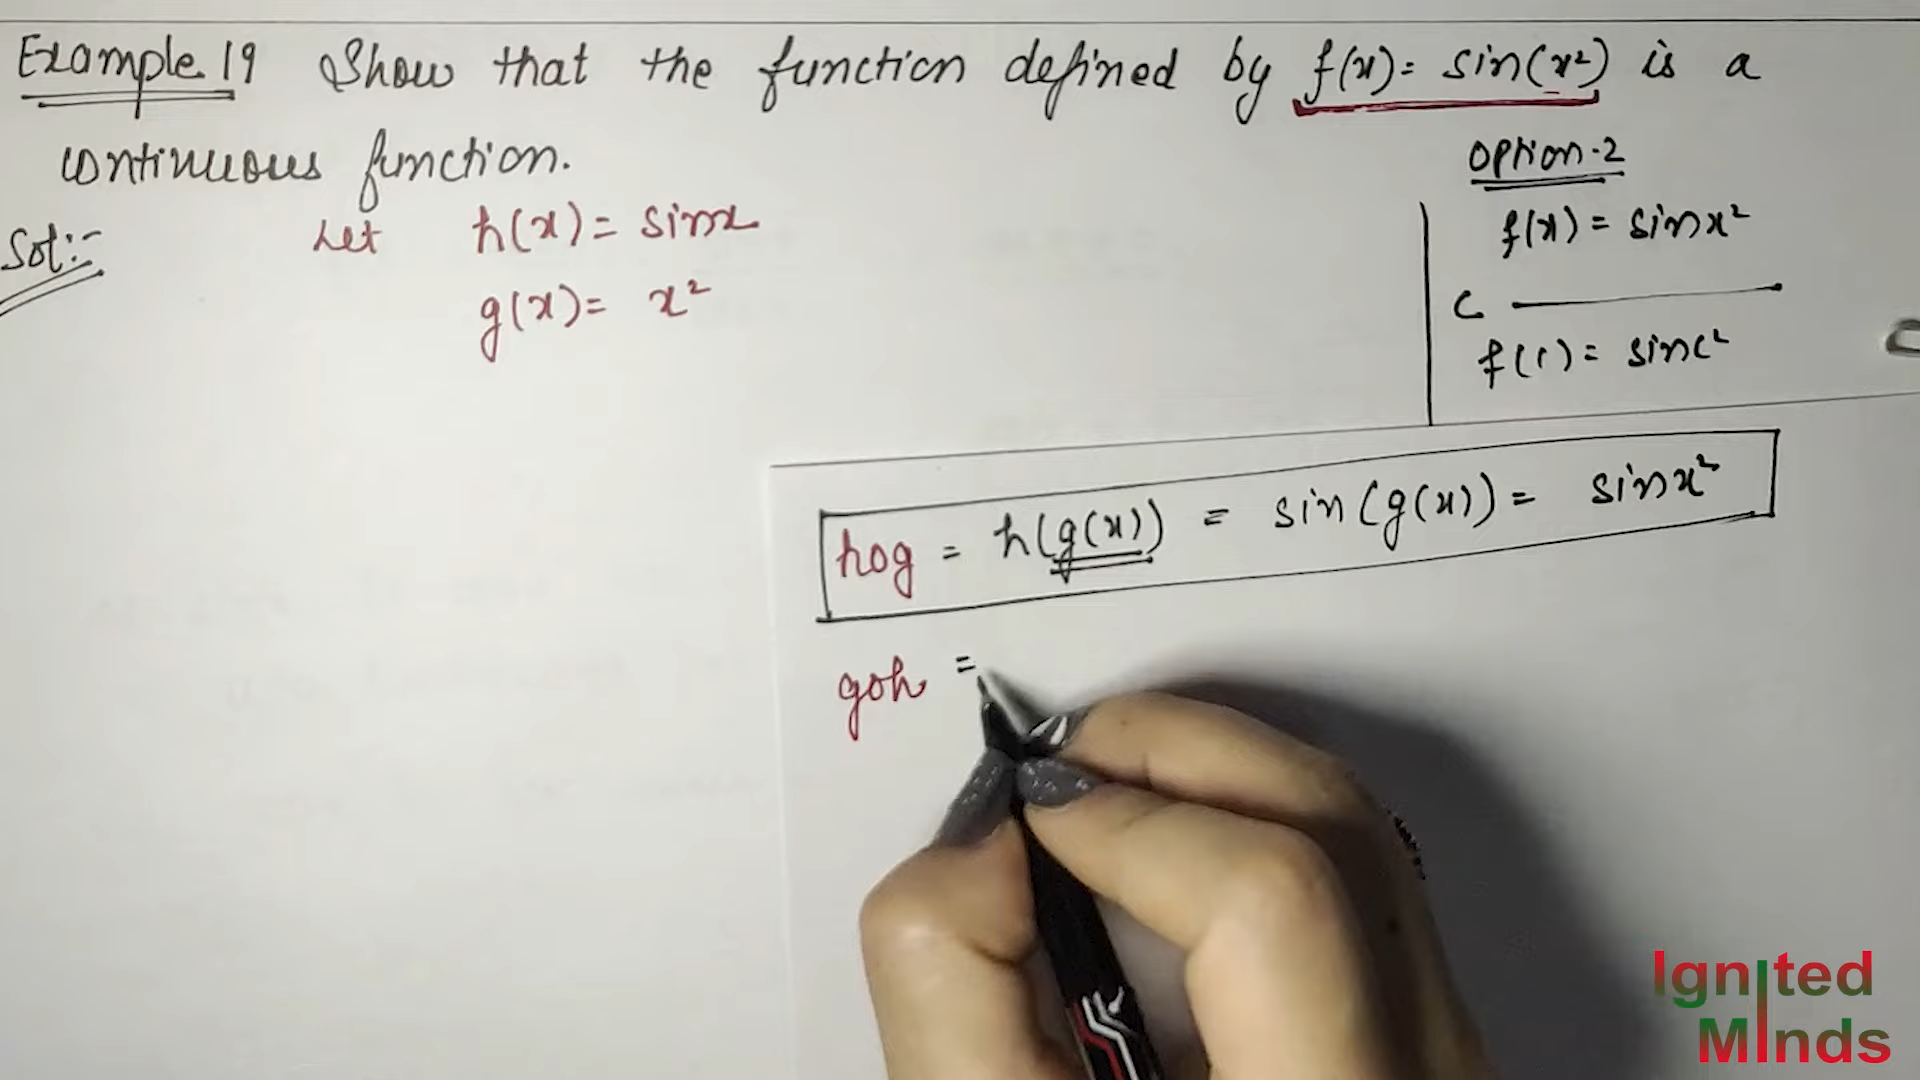 Example 19 Show that the function defined by f(x) = sin(x²) is a
continuous function.
Sol:-
Let h(x) = sinx
g(x) = x²
Option-2
f(x) = sinx²
C
f(c) = sinc²
hog = h(g(x)) = sin(g(x)) = sinx²
goh =
Ignited
Minds